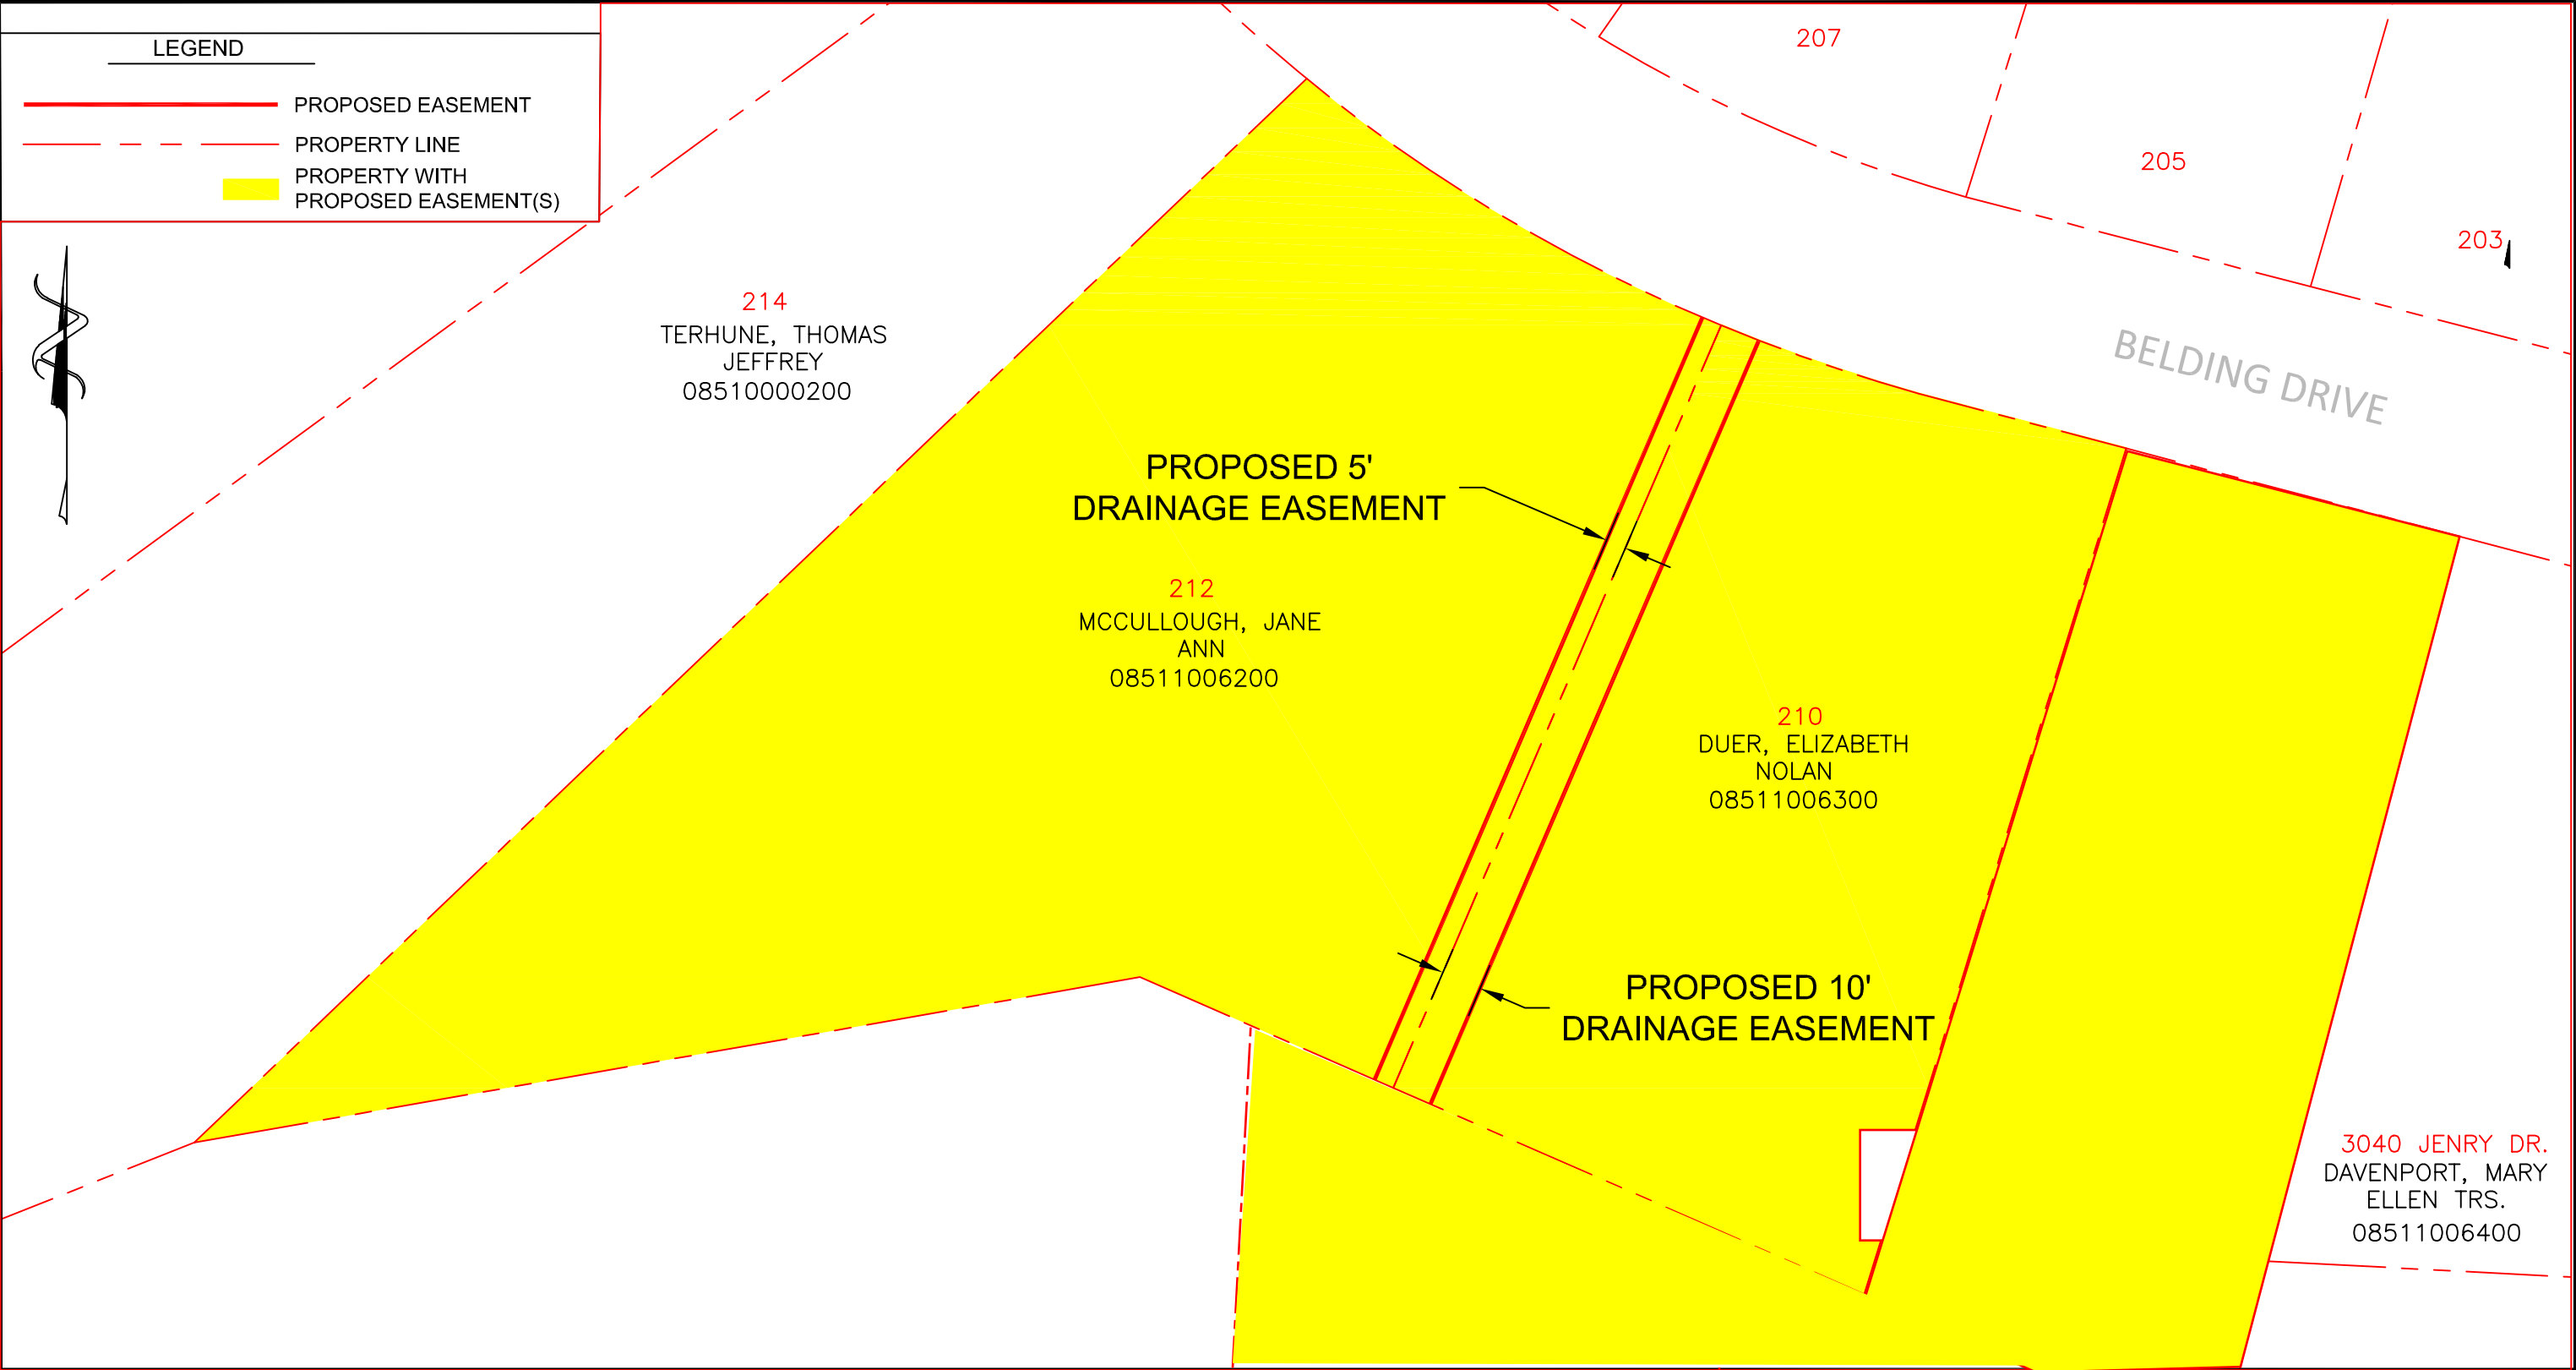 LEGEND
PROPOSED EASEMENT
PROPERTY LINE
PROPERTY WITH
PROPOSED EASEMENT(S)
207
205
203
BELDING DRIVE
214
TERHUNE, THOMAS
JEFFREY
08510000200
PROPOSED 5'
DRAINAGE EASEMENT
212
MCCULLOUGH, JANE
ANN
08511006200
210
DUER, ELIZABETH
NOLAN
08511006300
PROPOSED 10'
DRAINAGE EASEMENT
3040 JENRY DR.
DAVENPORT, MARY
ELLEN TRS.
08511006400